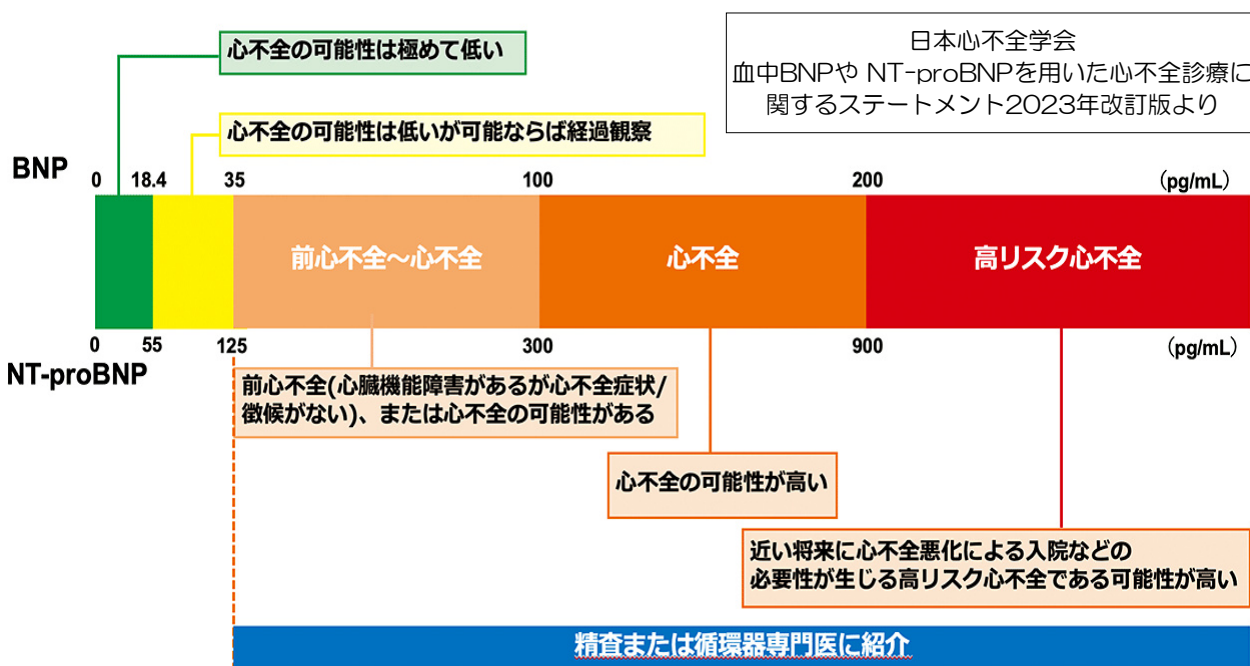 心不全の可能性は極めて低い
日本心不全学会
血中BNPや NT-proBNPを用いた心不全診療に
関するステートメント2023年改訂版より
心不全の可能性は低いが可能ならば経過観察
BNP
0 18.4 35 100 200 (pg/mL)
前心不全～心不全
心不全
高リスク心不全
0 55 125 300 900 (pg/mL)
NT-proBNP
前心不全(心臓機能障害があるが心不全症状/
徴候がない)、または心不全の可能性がある
心不全の可能性が高い
近い将来に心不全悪化による入院などの
必要性が生じる高リスク心不全である可能性が高い
精査または循環器専門医に紹介